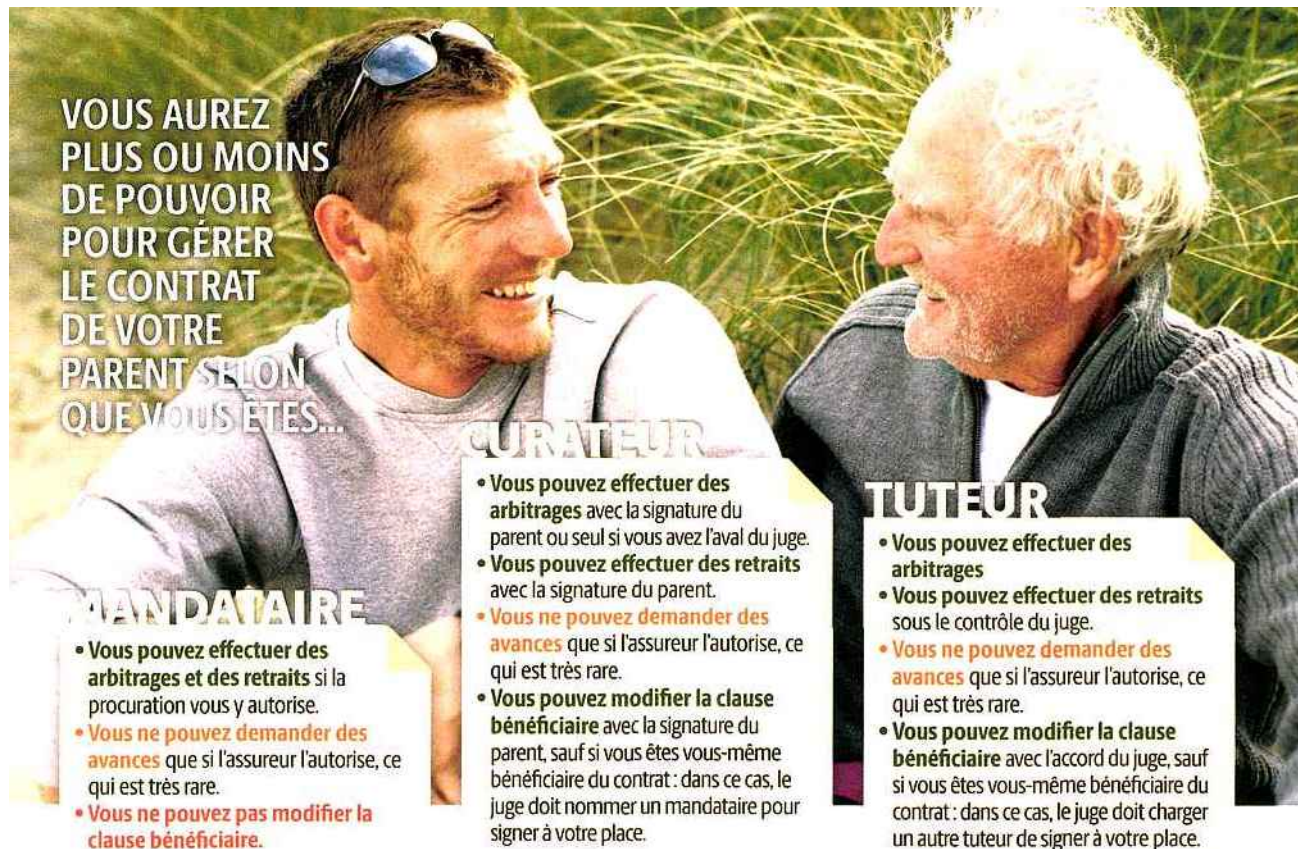 VOUS AUREZ
PLUS OU MOINS
DE POUVOIR
POUR GÉRER
LE CONTRAT
DE VOTRE
PARENT SELON
QUE VOUS ÊTES...
MANDATAIRE
• Vous pouvez effectuer des
arbitrages et des retraits si la
procuration vous y autorise.
• Vous ne pouvez demander des
avances que si l'assureur l'autorise, ce
qui est très rare.
• Vous ne pouvez pas modifier la
clause bénéficiaire.
CURATEUR
• Vous pouvez effectuer des
arbitrages avec la signature du
parent ou seul si vous avez l'aval du juge.
• Vous pouvez effectuer des retraits
avec la signature du parent.
• Vous ne pouvez demander des
avances que si l'assureur l'autorise, ce
qui est très rare.
• Vous pouvez modifier la clause
bénéficiaire avec la signature du
parent, sauf si vous êtes vous-même
bénéficiaire du contrat : dans ce cas, le
juge doit nommer un mandataire pour
signer à votre place.
TUTEUR
• Vous pouvez effectuer des
arbitrages
• Vous pouvez effectuer des retraits
sous le contrôle du juge.
• Vous ne pouvez demander des
avances que si l'assureur l'autorise, ce
qui est très rare.
• Vous pouvez modifier la clause
bénéficiaire avec l'accord du juge, sauf
si vous êtes vous-même bénéficiaire du
contrat : dans ce cas, le juge doit charger
un autre tuteur de signer à votre place.